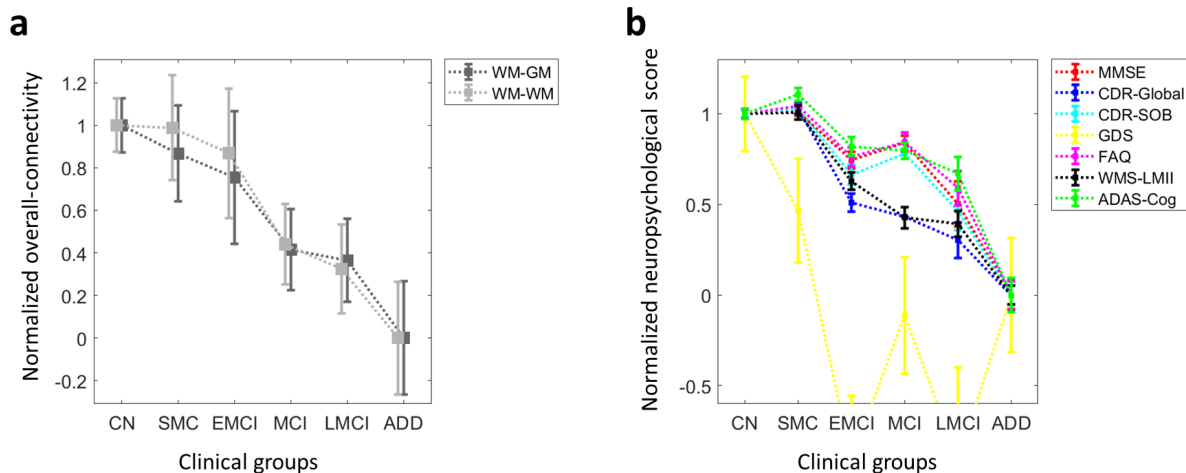 a
Normalized overall-connectivity
1.2
1
0.8
0.6
0.4
0.2
0
-0.2
CN SMC EMCI MCI LMCI ADD
Clinical groups
WM-GM
WM-WM
b
Normalized neuropsychological score
1
0.5
0
-0.5
CN SMC EMCI MCI LMCI ADD
Clinical groups
MMSE
CDR-Global
CDR-SOB
GDS
FAQ
WMS-LMII
ADAS-Cog